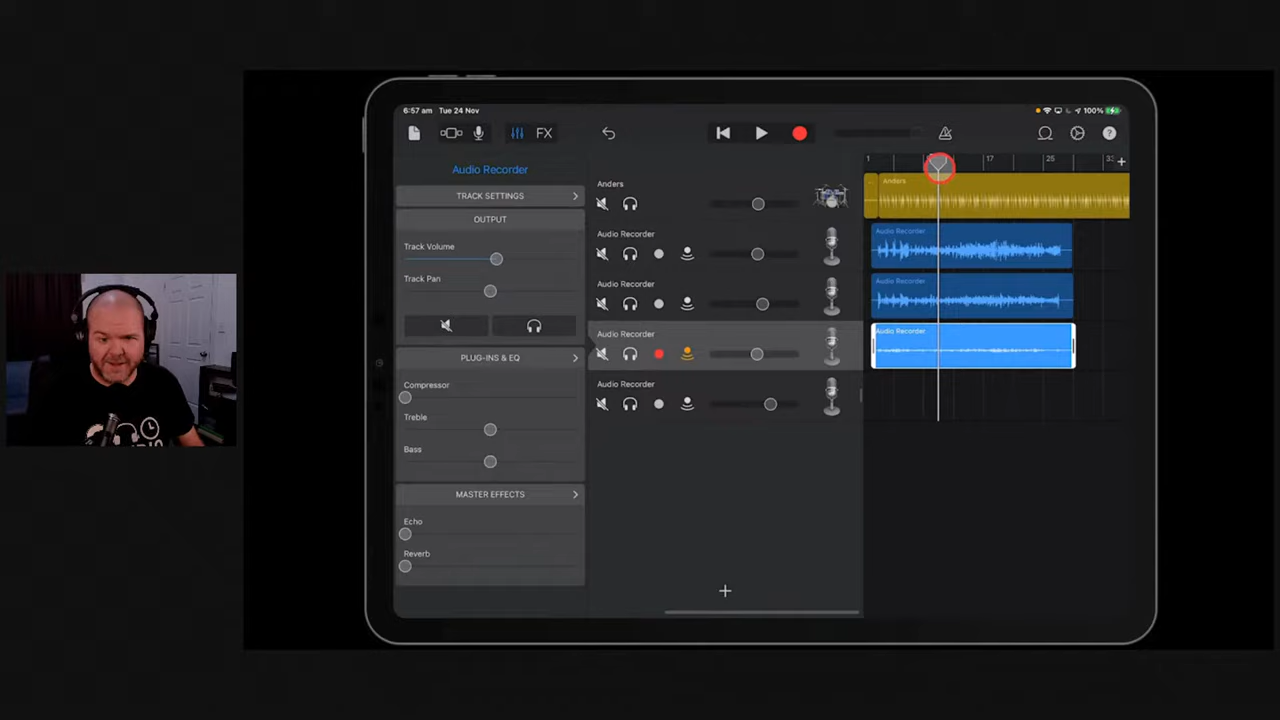 6:57 am Tue 24 Nov
100%
FX
Audio Recorder
TRACK SETTINGS
OUTPUT
Track Volume
Track Pan
PLUG-INS & EQ
Compressor
Treble
Bass
MASTER EFFECTS
Echo
Reverb
Anders
Audio Recorder
Audio Recorder
Audio Recorder
Audio Recorder
+
1
17
25
33
+
Anders
Audio Recorder
Audio Recorder
Audio Recorder